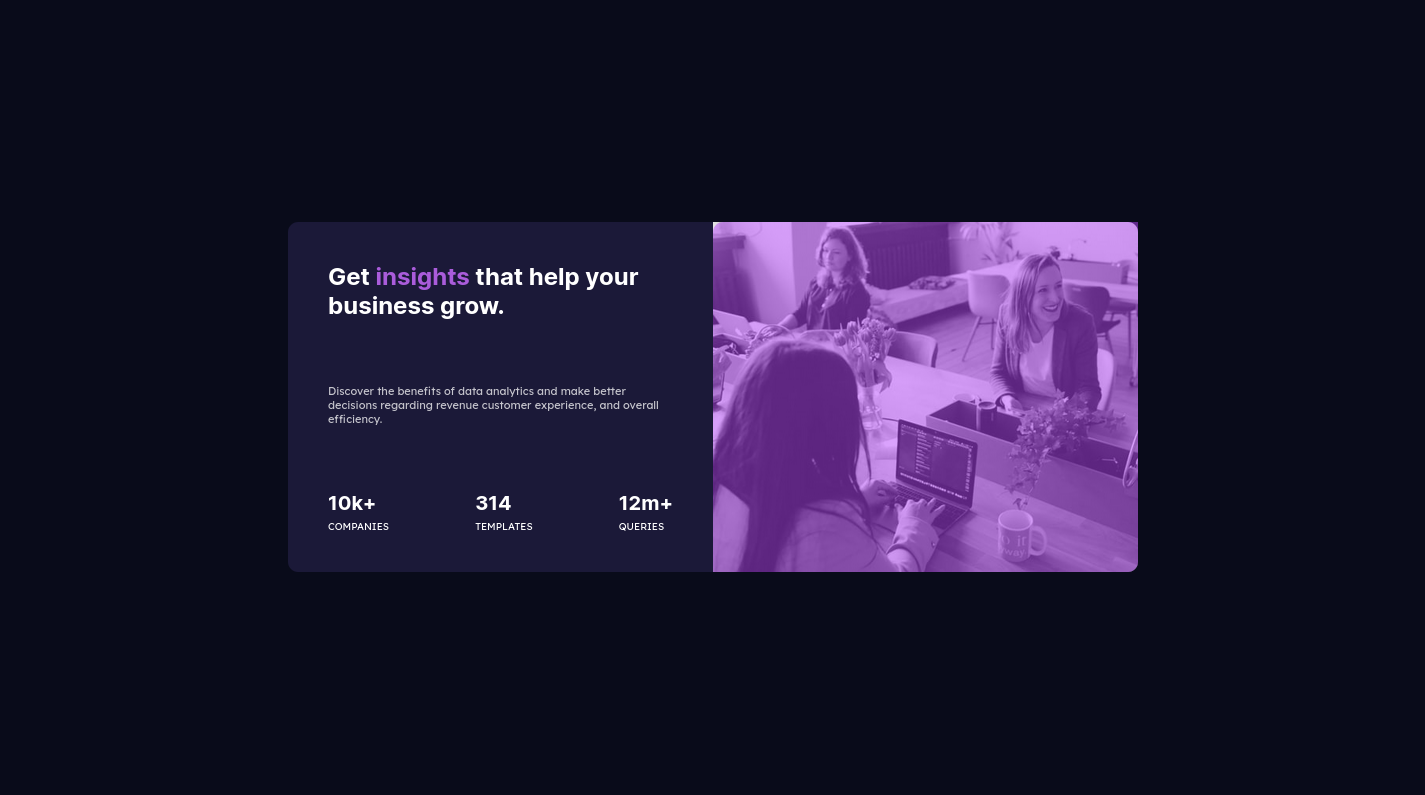 Get insights that help your
business grow.
Discover the benefits of data analytics and make better
decisions regarding revenue customer experience, and overall
efficiency.
10k+ 314 12m+
COMPANIES TEMPLATES QUERIES